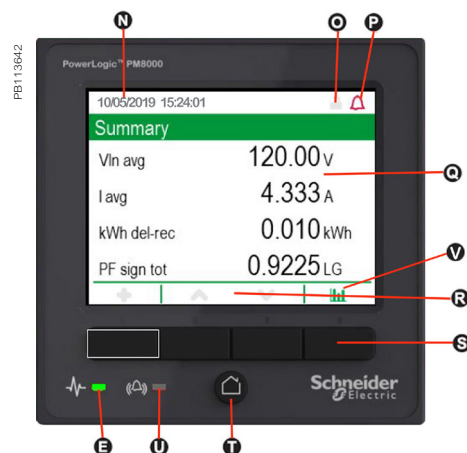 N
O
P
PB113642
PowerLogic™ PM8000
10/05/2019 15:24:01
Summary
Vln avg 120.00 V
Q
I avg 4.333 A
kWh del-rec 0.010 kWh
V
PF sign tot 0.9225 LG
R
S
Schneider
Electric
E
U
T